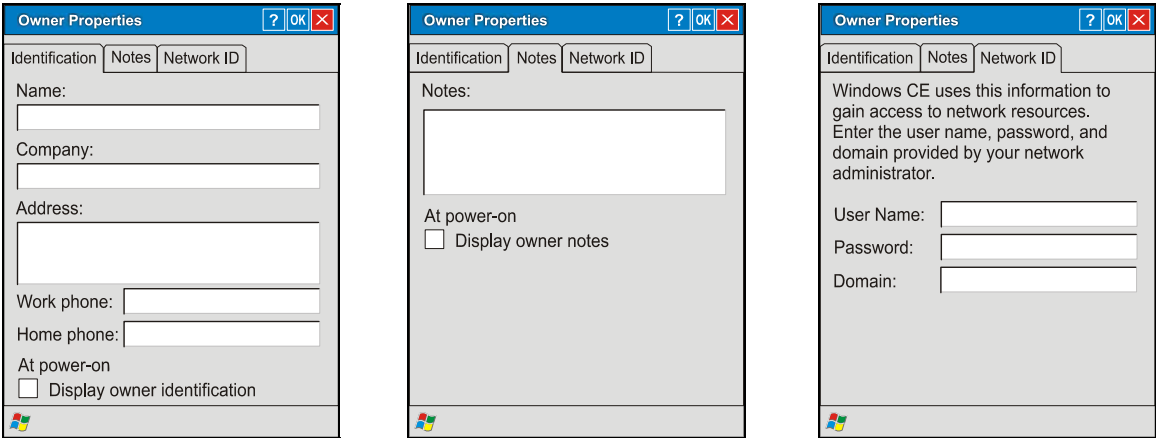 Owner Properties ? OK
Identification Notes Network ID
Name:
Company:
Address:
Work phone:
Home phone:
At power-on
Display owner identification
Owner Properties ? OK
Identification Notes Network ID
Notes:
At power-on
Display owner notes
Owner Properties ? OK
Identification Notes Network ID
Windows CE uses this information to
gain access to network resources.
Enter the user name, password, and
domain provided by your network
administrator.
User Name:
Password:
Domain: